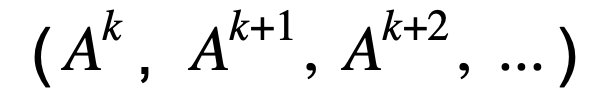 (A^k, A^{k+1}, A^{k+2}, ...)